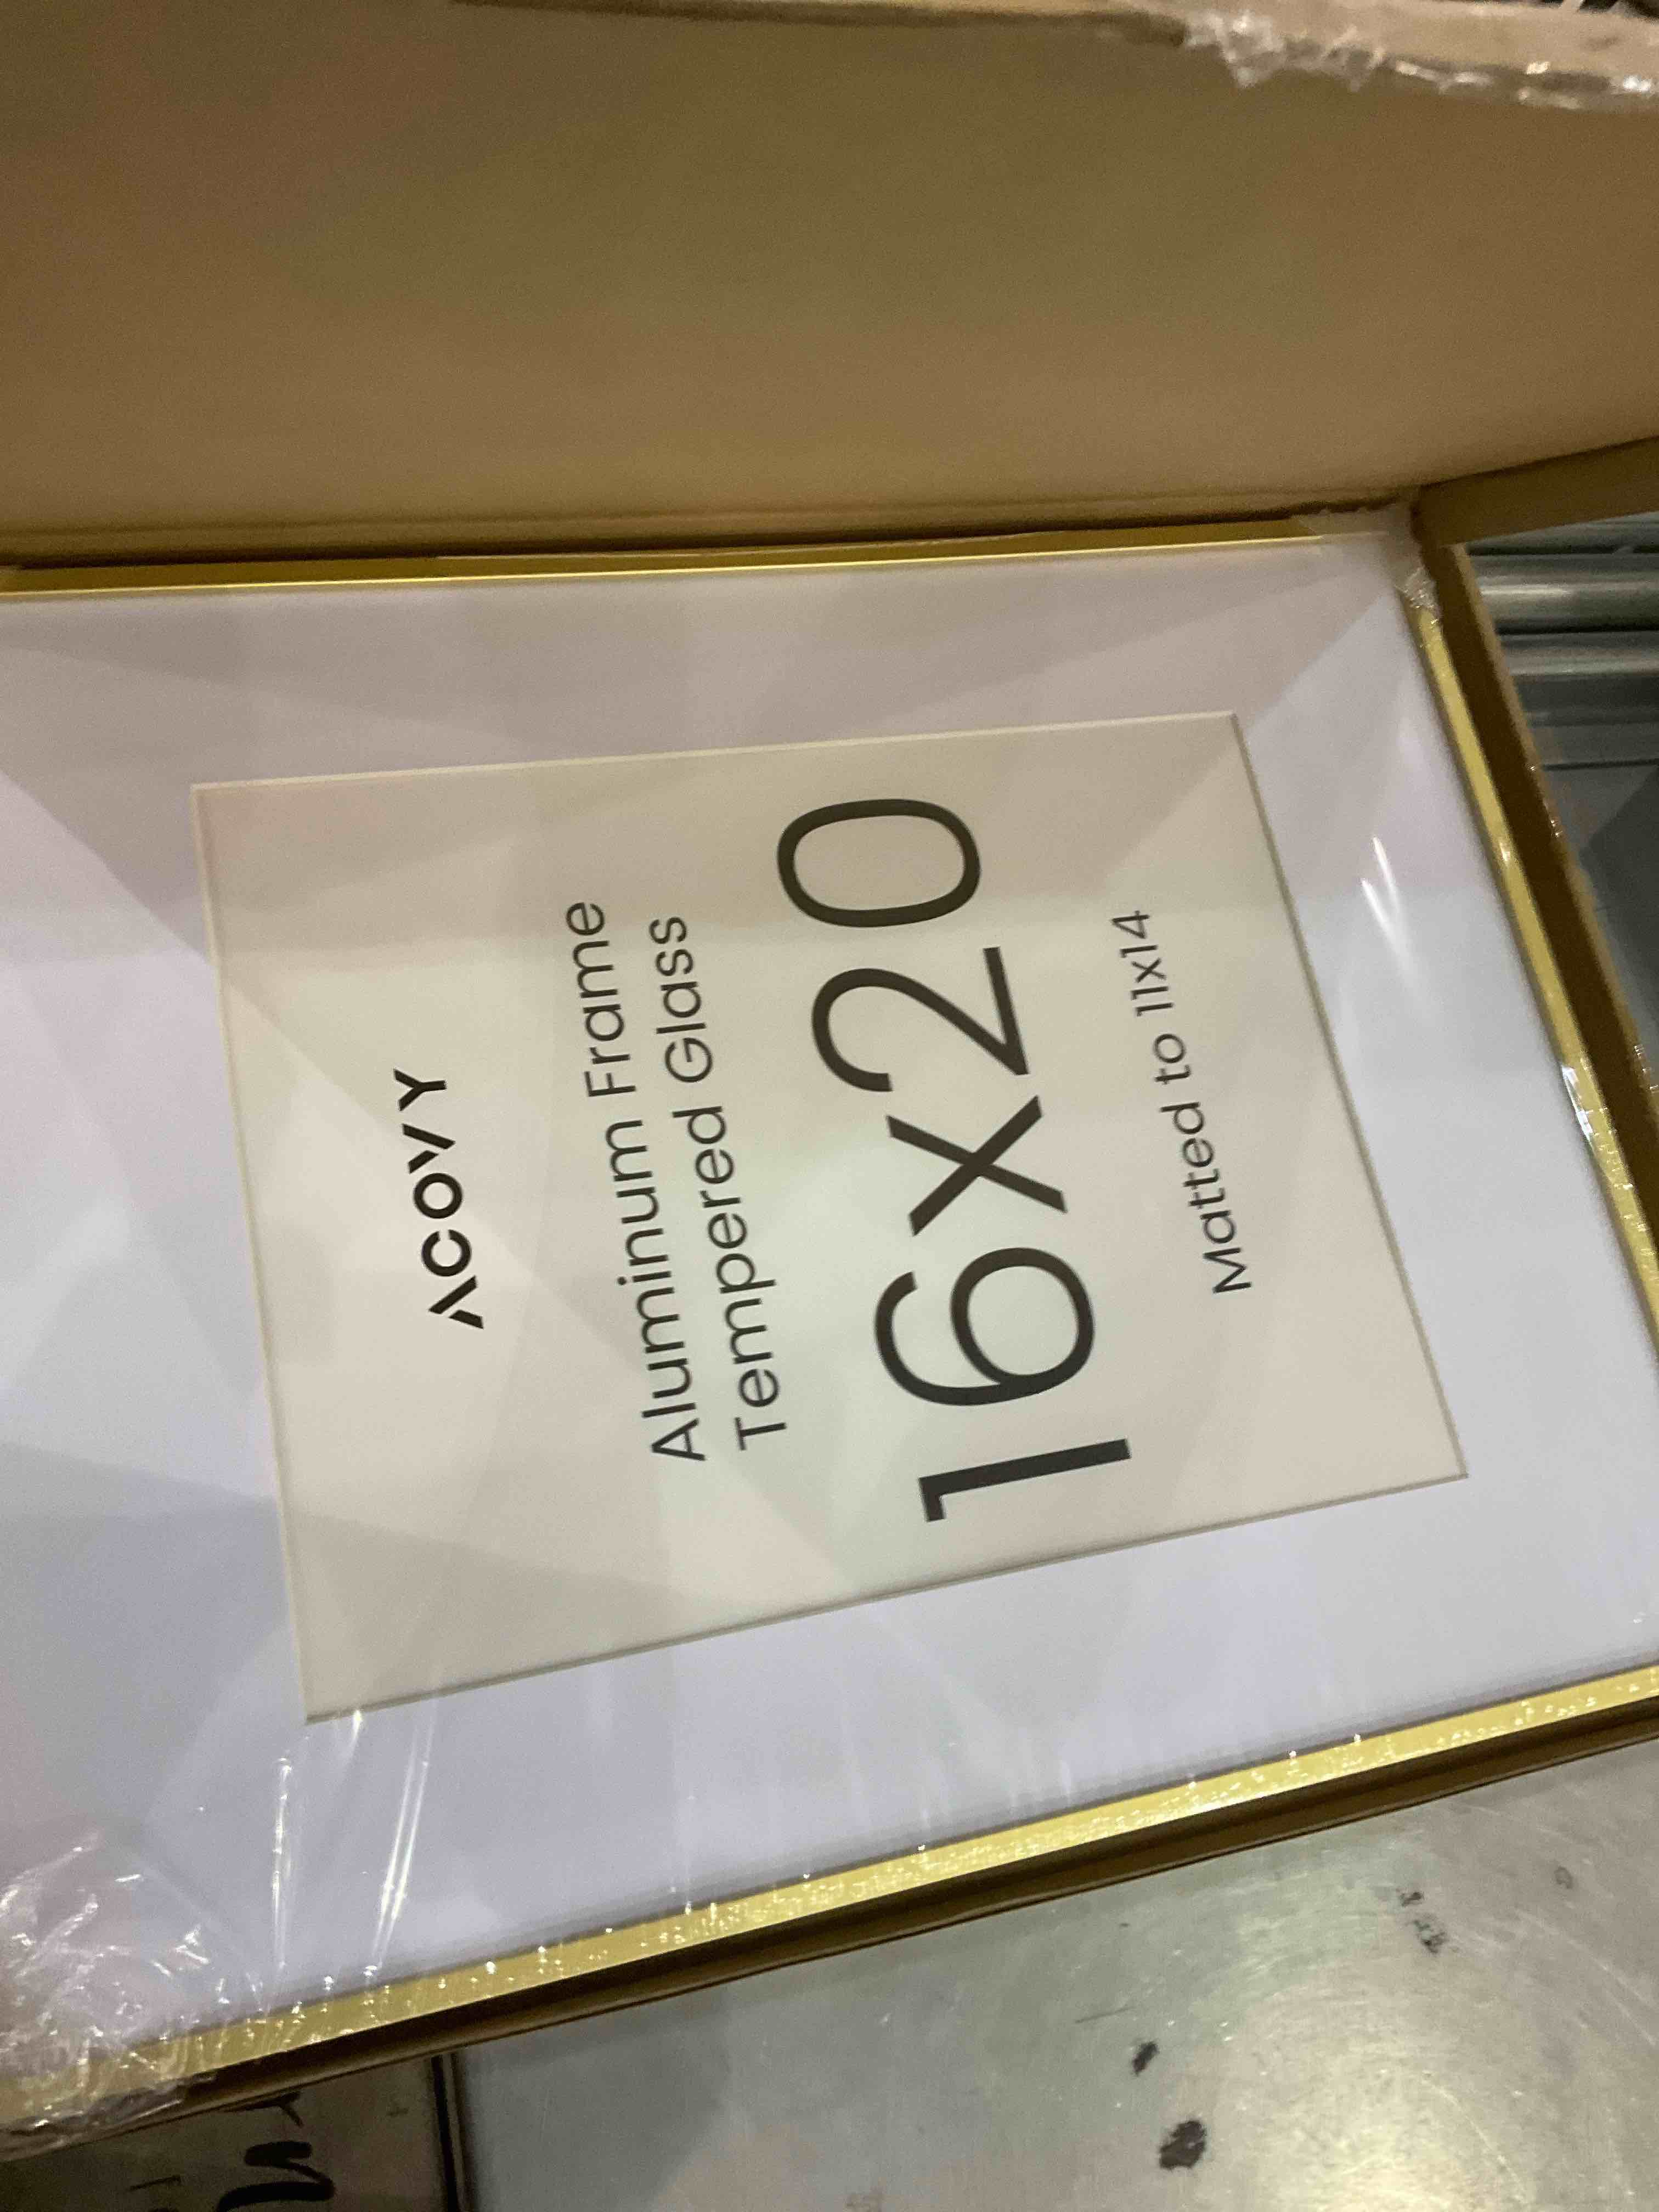 ACOVY
Aluminum Frame
Tempered Glass
16x20
Matted to 11x14